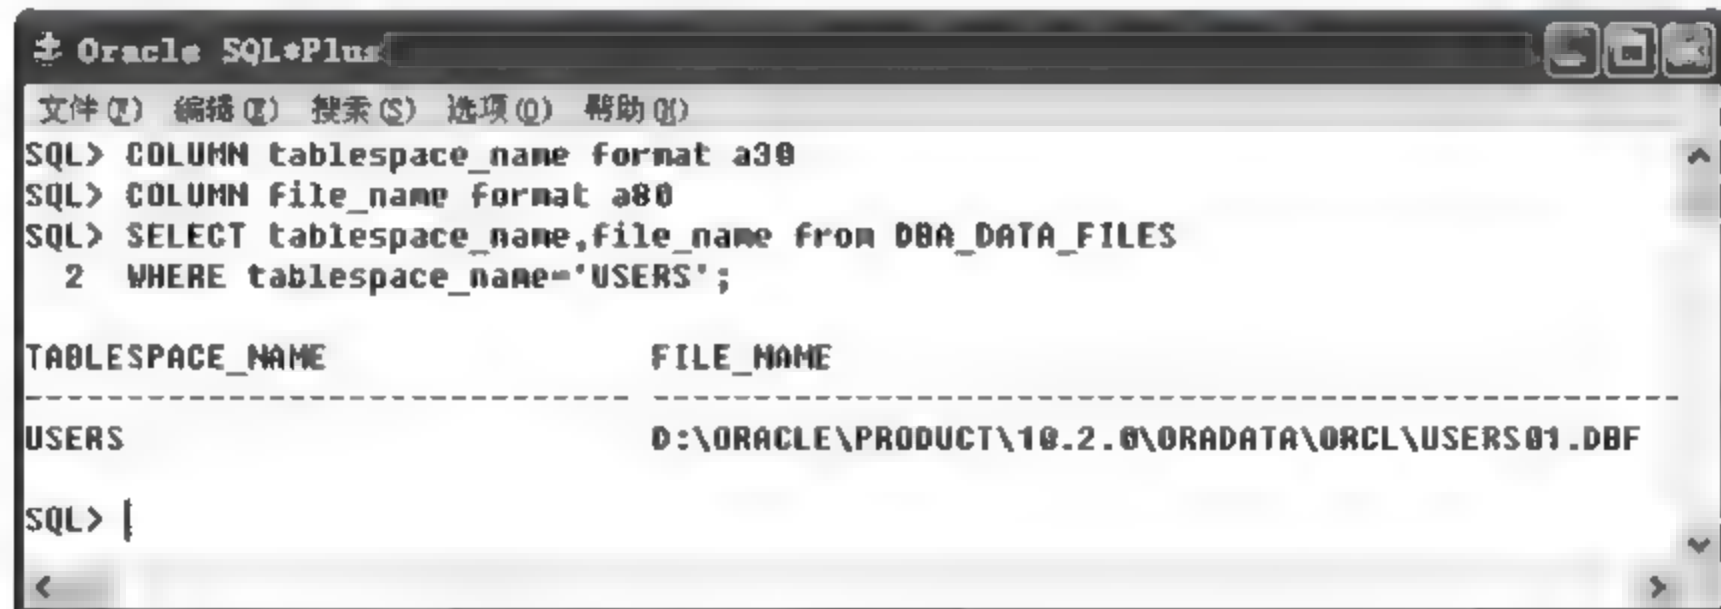 Oracle SQL*Plus
文件(F) 编辑(E) 搜索(S) 选项(O) 帮助(H)
SQL> COLUMN tablespace_name format a30
SQL> COLUMN file_name format a80
SQL> SELECT tablespace_name,file_name from DBA_DATA_FILES
2 WHERE tablespace_name='USERS';
TABLESPACE_NAME FILE_NAME
------------------------------ ---------------------------------------------------
USERS D:\ORACLE\PRODUCT\10.2.0\ORADATA\ORCL\USERS01.DBF
SQL>